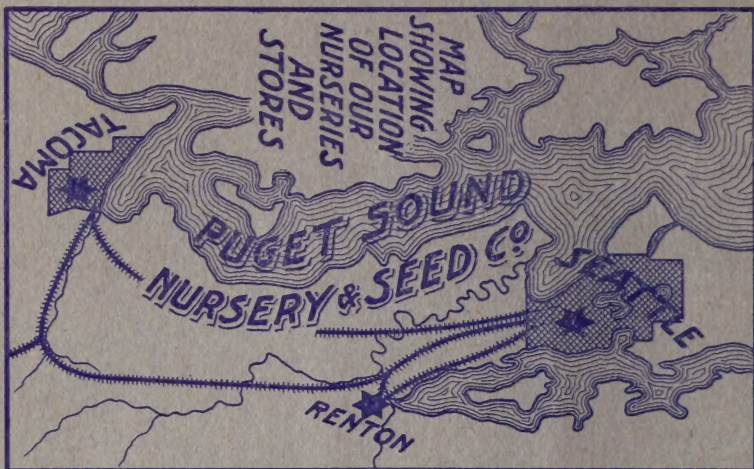 MAP
SHOWING
LOCATION
OF OUR
NURSERIES
AND
STORES
TACOMA
PUGET SOUND
NURSERY & SEED Co.
SEATTLE
RENTON